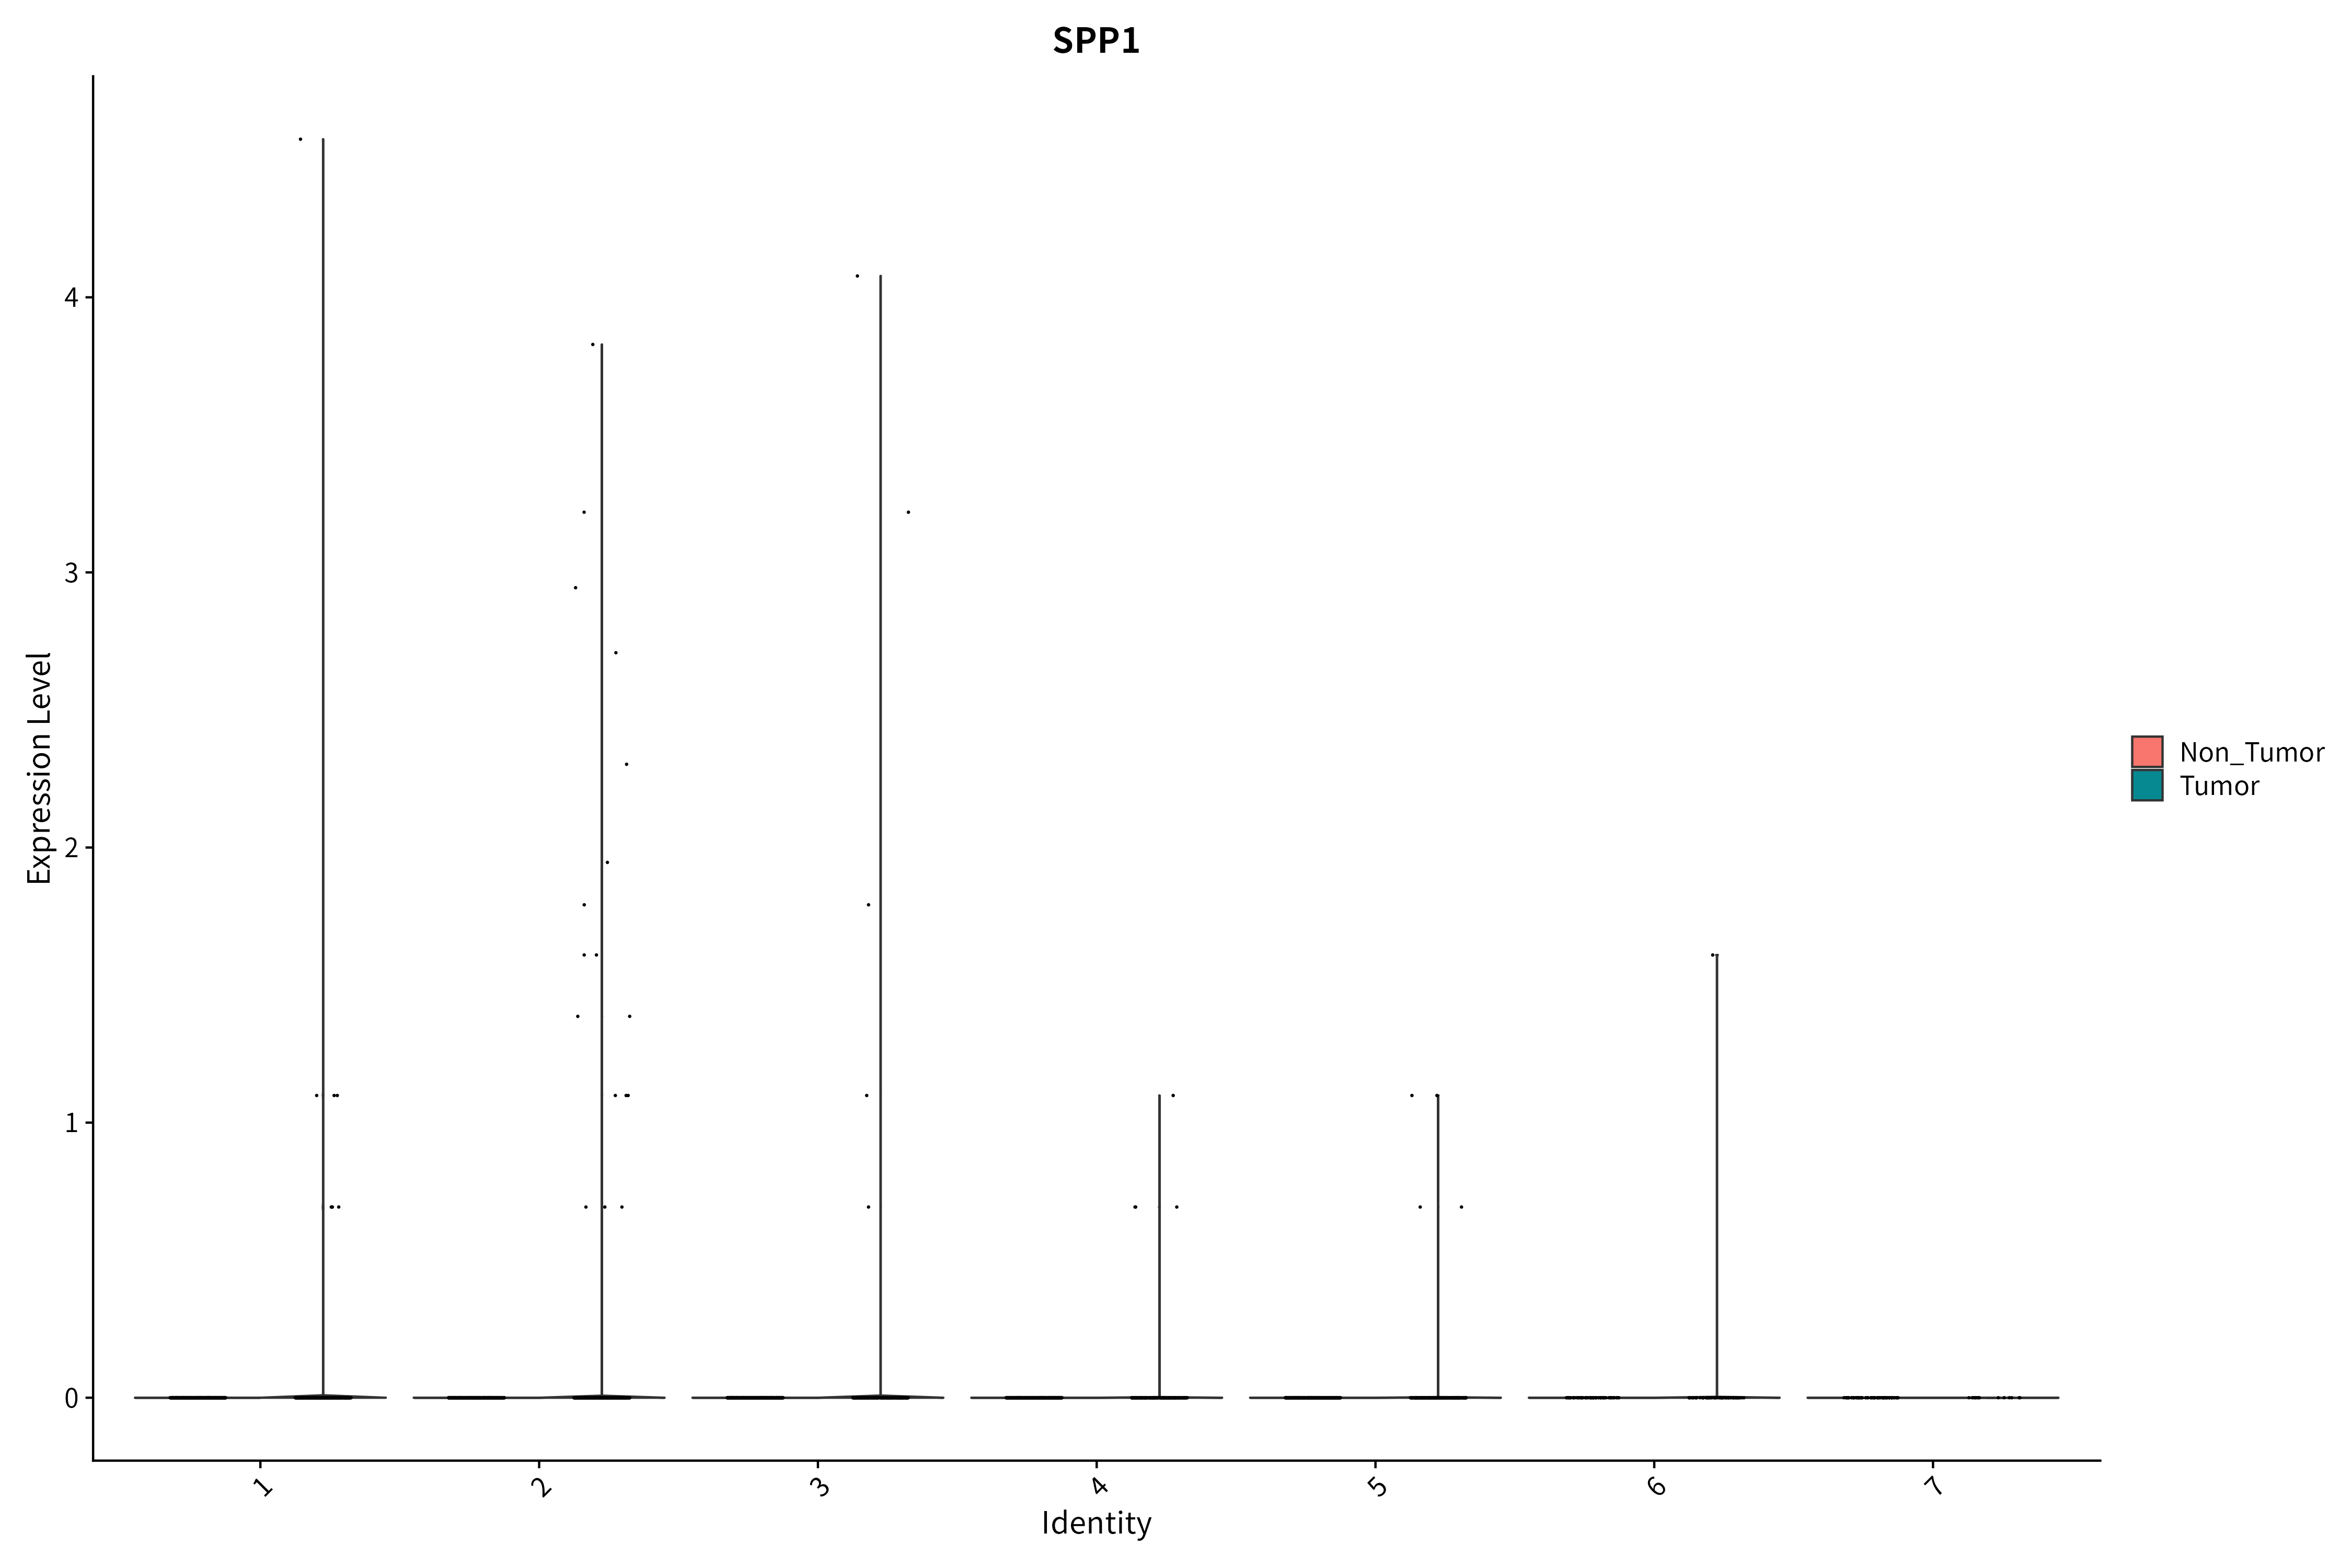 SPP1
Expression Level
4
3
2
1
0
1 2 3 4 5 6 7
Identity
Non_Tumor
Tumor